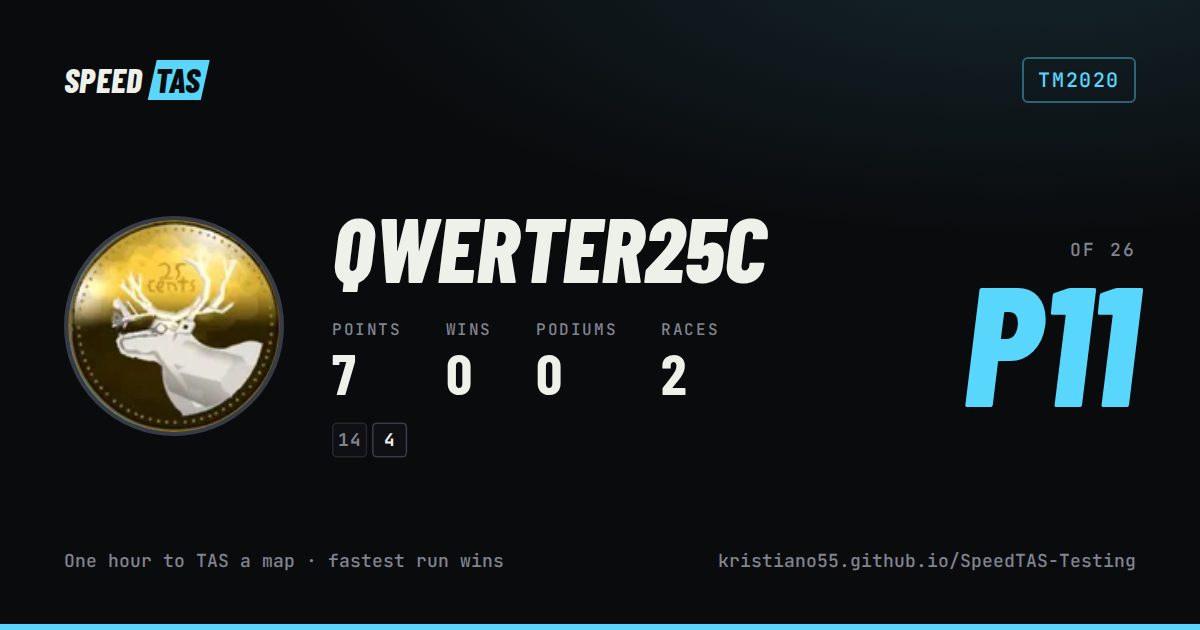 SPEED TAS
TM2020
25
cents
QWERTER25C
OF 26
P11
POINTS WINS PODIUMS RACES
7 0 0 2
14 4
One hour to TAS a map · fastest run wins
kristiano55.github.io/SpeedTAS-Testing